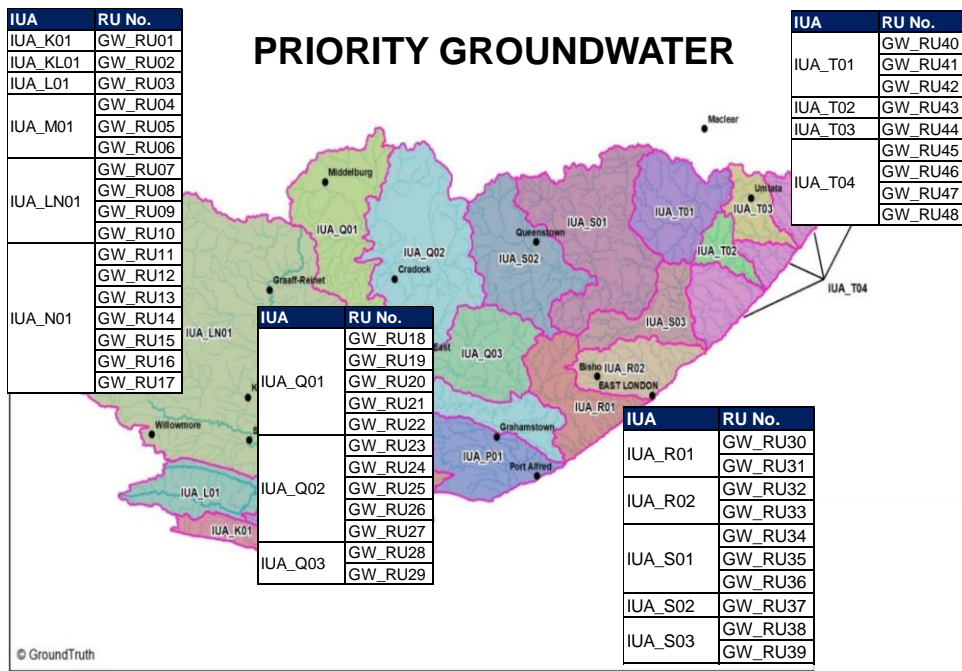 PRIORITY GROUNDWATER
IUA RU No.
IUA_K01 GW_RU01
IUA_KL01 GW_RU02
IUA_L01 GW_RU03
IUA_M01 GW_RU04
GW_RU05
GW_RU06
IUA_LN01 GW_RU07
GW_RU08
GW_RU09
GW_RU10
IUA_N01 GW_RU11
GW_RU12
GW_RU13
GW_RU14
GW_RU15
GW_RU16
GW_RU17
IUA RU No.
IUA_T01 GW_RU40
GW_RU41
GW_RU42
IUA_T02 GW_RU43
IUA_T03 GW_RU44
IUA_T04 GW_RU45
GW_RU46
GW_RU47
GW_RU48
Maclear
Middelburg
Umtata
IUA_T03
IUA_T01
IUA_S01
IUA_Q01
Queenstown
IUA_Q02
IUA_S02
IUA_T02
Cradock
Graaff-Reinet
IUA_T04
IUA_LN01
IUA_S03
East
IUA_Q03
Bisho
IUA_R02
EAST LONDON
IUA_R01
K
Willowmore
S
Grahamstown
IUA_P01
Port Alfred
IUA_L01
IUA_K01
IUA RU No.
IUA_Q01 GW_RU18
GW_RU19
GW_RU20
GW_RU21
GW_RU22
IUA_Q02 GW_RU23
GW_RU24
GW_RU25
GW_RU26
GW_RU27
IUA_Q03 GW_RU28
GW_RU29
IUA RU No.
IUA_R01 GW_RU30
GW_RU31
IUA_R02 GW_RU32
GW_RU33
IUA_S01 GW_RU34
GW_RU35
GW_RU36
IUA_S02 GW_RU37
IUA_S03 GW_RU38
GW_RU39
© GroundTruth